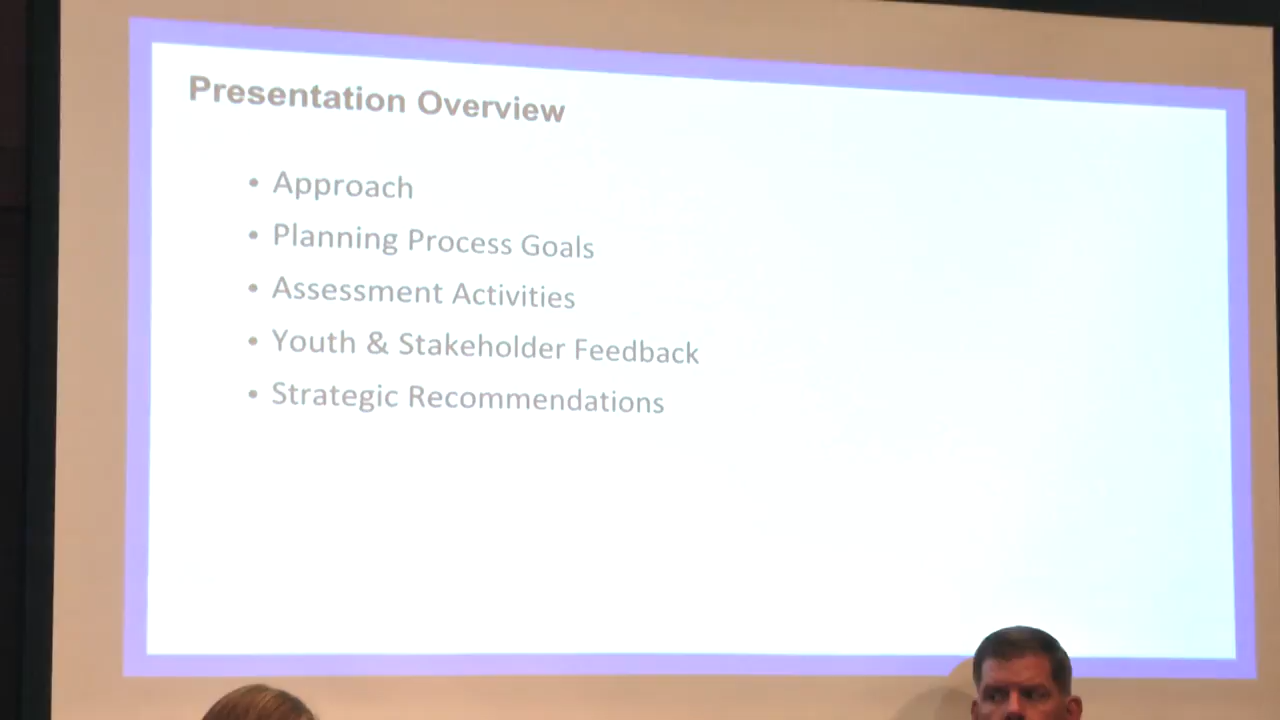 Presentation Overview
• Approach
• Planning Process Goals
• Assessment Activities
• Youth & Stakeholder Feedback
• Strategic Recommendations